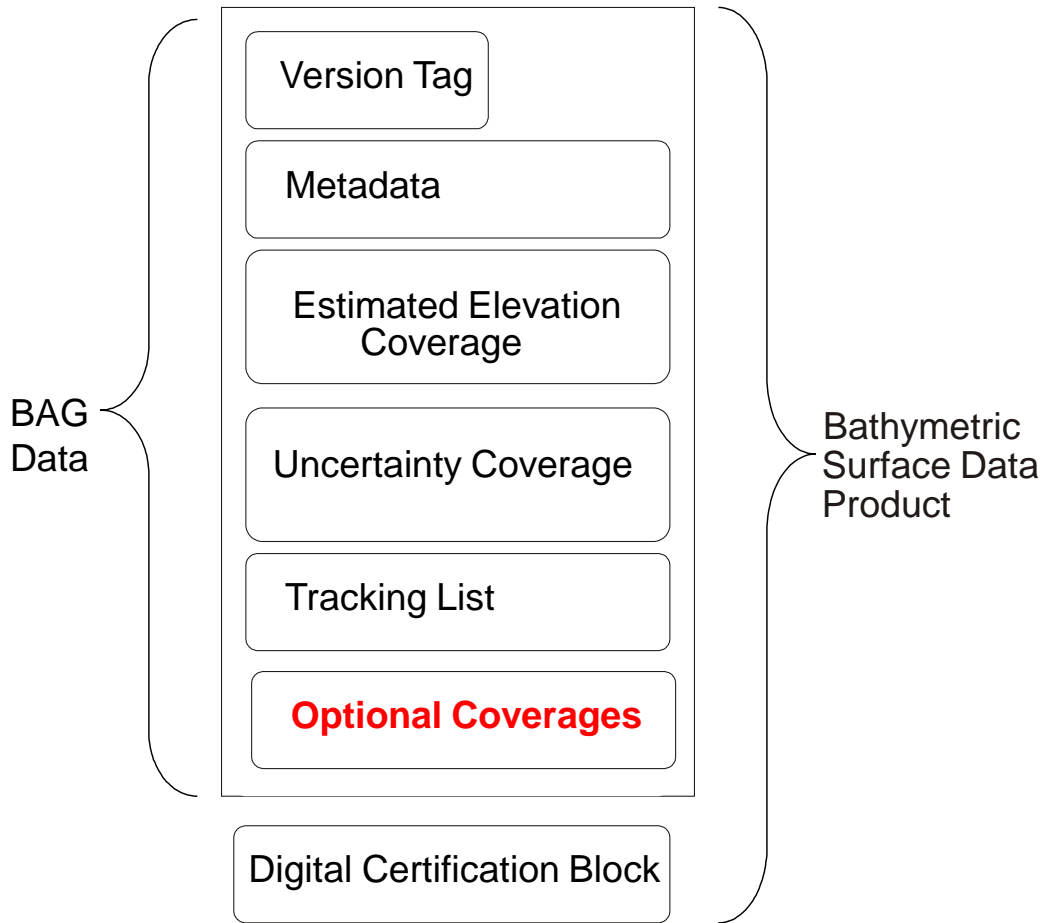 Version Tag
Metadata
Estimated Elevation
Coverage
Uncertainty Coverage
Tracking List
Optional Coverages
Digital Certification Block
BAG
Data
Bathymetric
Surface Data
Product